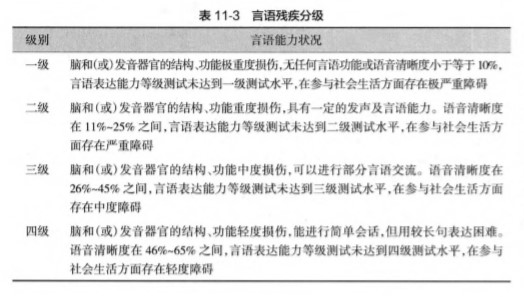 表 11-3 言语残疾分级
级别 言语能力状况
一级 脑和(或)发音器官的结构、功能极重度损伤,无任何言语功能或语音清晰度小于等于10%,
言语表达能力等级测试未达到一级测试水平,在参与社会生活方面存在极严重障碍
二级 脑和(或)发音器官的结构、功能重度损伤,具有一定的发声及言语能力。语音清晰度
在11%~25%之间,言语表达能力等级测试未达到二级测试水平,在参与社会生活方
面存在严重障碍
三级 脑和(或)发音器官的结构、功能中度损伤,可以进行部分言语交流。语音清晰度在
26%~45%之间,言语表达能力等级测试未达到三级测试水平,在参与社会生活方面
存在中度障碍
四级 脑和(或)发音器官的结构、功能轻度损伤,能进行简单会话,但用较长句表达困难。
语音清晰度在46%~65%之间,言语表达能力等级测试未达到四级测试水平,在参与
社会生活方面存在轻度障碍